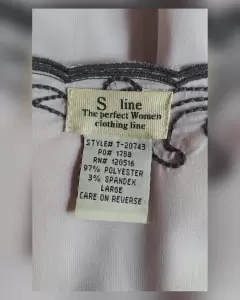 S line
The perfect Women
clothing line
STYLE# T-20743
PO# 1788
RN# 120516
97% POLYESTER
3% SPANDEX
LARGE
CARE ON REVERSE